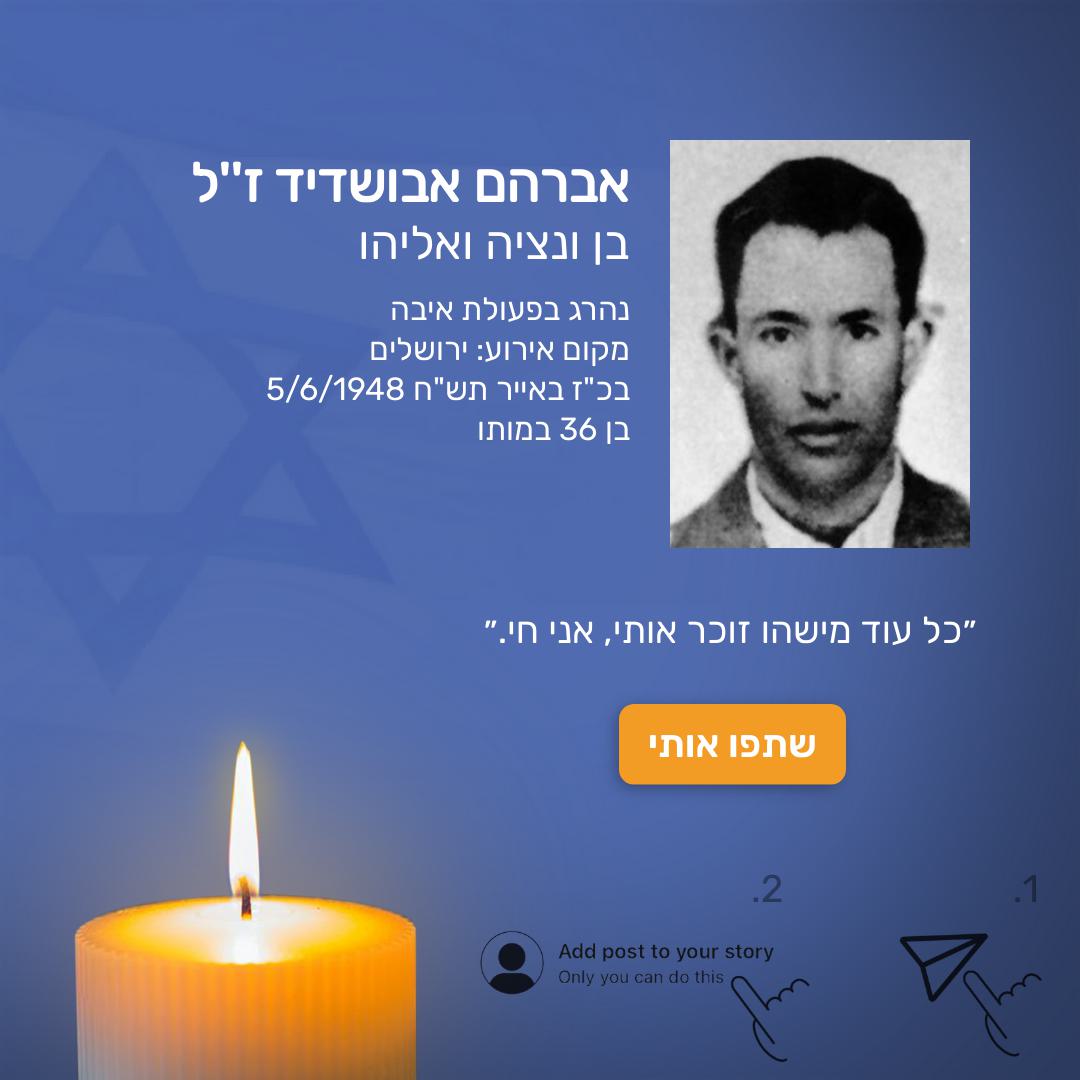 אברהם אבושדיד ז"ל
בן ונציה ואליהו
נהרג בפעולת איבה
מקום אירוע: ירושלים
בכ"ז באייר תש"ח 5/6/1948
בן 36 במותו
״כל עוד מישהו זוכר אותי, אני חי.״
שתפו אותי
.1
.2
Add post to your story
Only you can do this